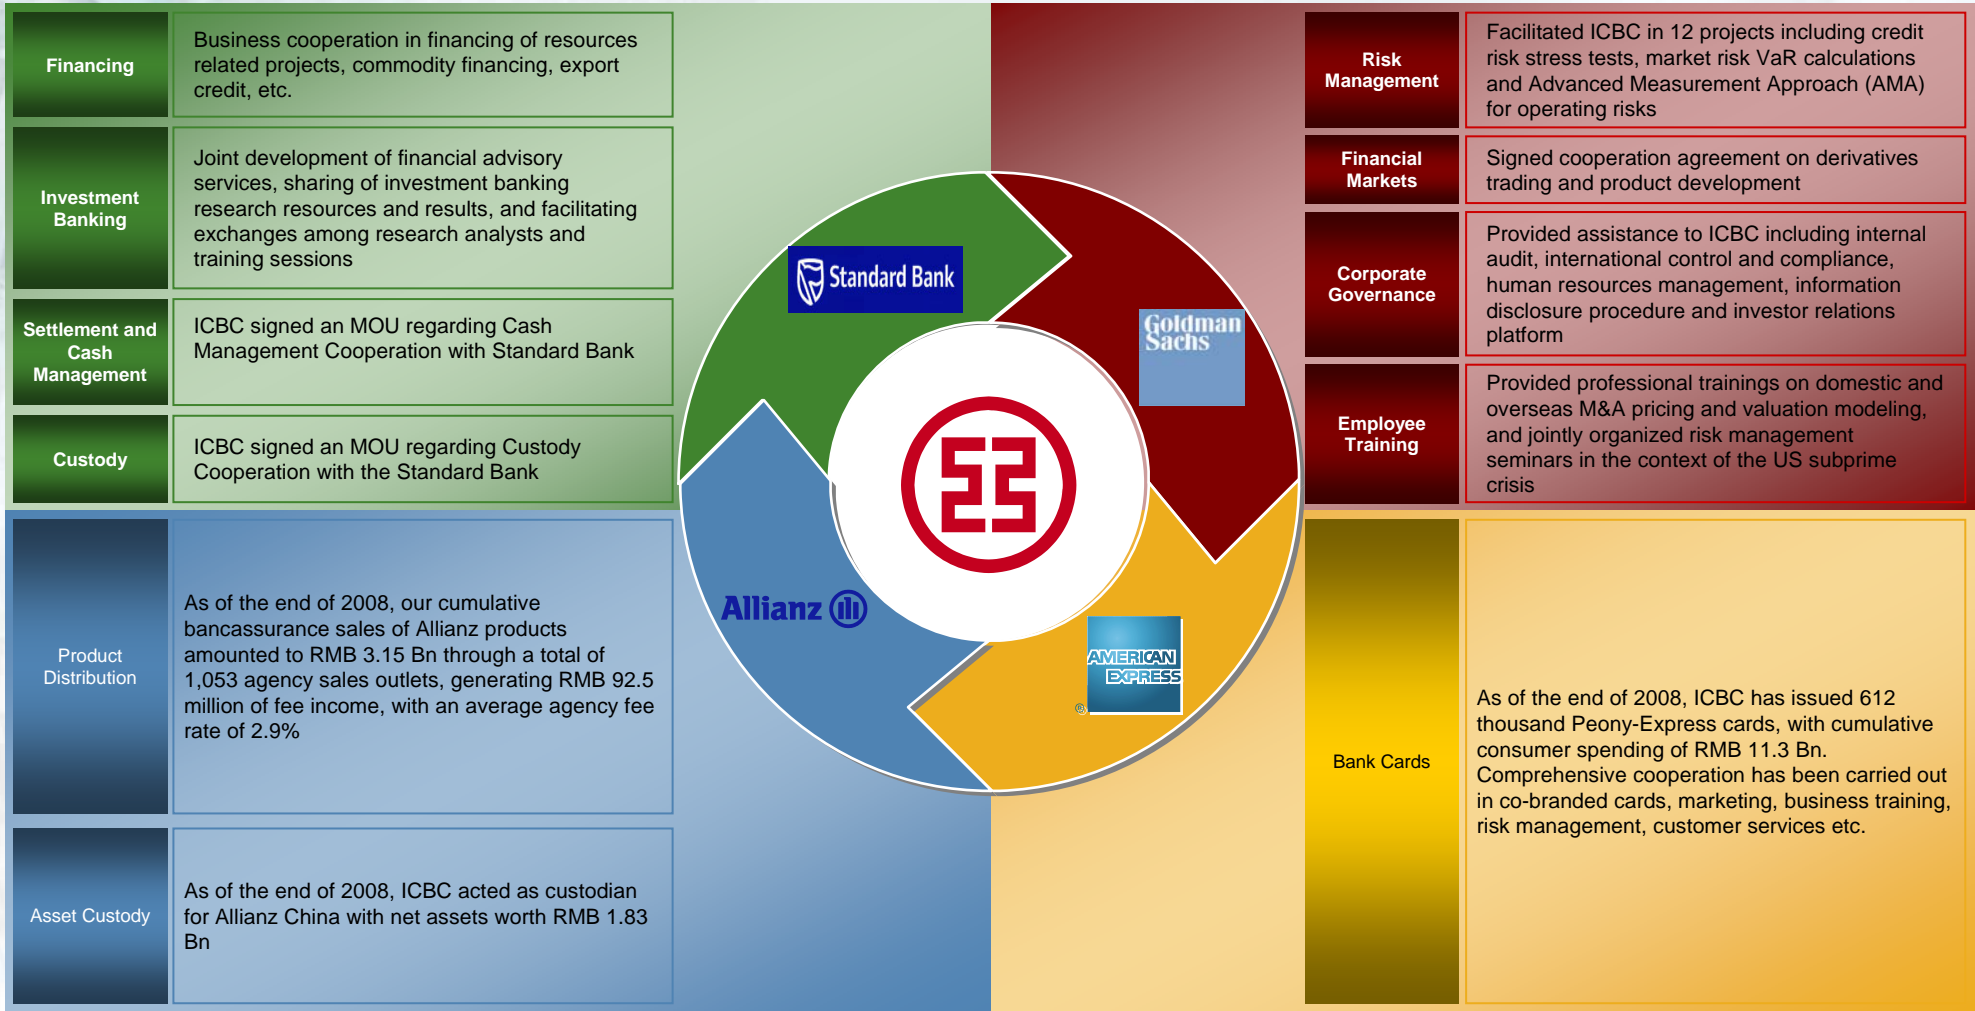 Financing
Business cooperation in financing of resources
related projects, commodity financing, export
credit, etc.
Investment
Banking
Joint development of financial advisory
services, sharing of investment banking
research resources and results, and facilitating
exchanges among research analysts and
training sessions
Settlement and
Cash
Management
ICBC signed an MOU regarding Cash
Management Cooperation with Standard Bank
Custody
ICBC signed an MOU regarding Custody
Cooperation with the Standard Bank
Standard Bank
Risk
Management
Facilitated ICBC in 12 projects including credit
risk stress tests, market risk VaR calculations
and Advanced Measurement Approach (AMA)
for operating risks
Financial
Markets
Signed cooperation agreement on derivatives
trading and product development
Corporate
Governance
Provided assistance to ICBC including internal
audit, international control and compliance,
human resources management, information
disclosure procedure and investor relations
platform
Employee
Training
Provided professional trainings on domestic and
overseas M&A pricing and valuation modeling,
and jointly organized risk management
seminars in the context of the US subprime
crisis
Goldman
Sachs
Product
Distribution
As of the end of 2008, our cumulative
bancassurance sales of Allianz products
amounted to RMB 3.15 Bn through a total of
1,053 agency sales outlets, generating RMB 92.5
million of fee income, with an average agency fee
rate of 2.9%
Asset Custody
As of the end of 2008, ICBC acted as custodian
for Allianz China with net assets worth RMB 1.83
Bn
Allianz
AMERICAN
EXPRESS
®
Bank Cards
As of the end of 2008, ICBC has issued 612
thousand Peony-Express cards, with cumulative
consumer spending of RMB 11.3 Bn.
Comprehensive cooperation has been carried out
in co-branded cards, marketing, business training,
risk management, customer services etc.